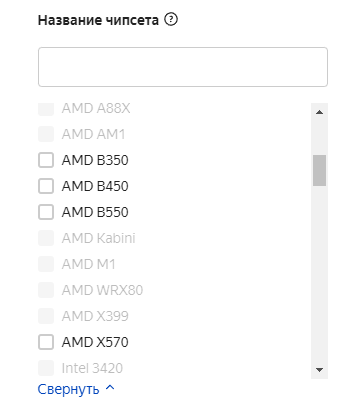 Название чипсета ?
AMD A88X
AMD AM1
AMD B350
AMD B450
AMD B550
AMD Kabini
AMD M1
AMD WRX80
AMD X399
AMD X570
Intel 3420
Свернуть